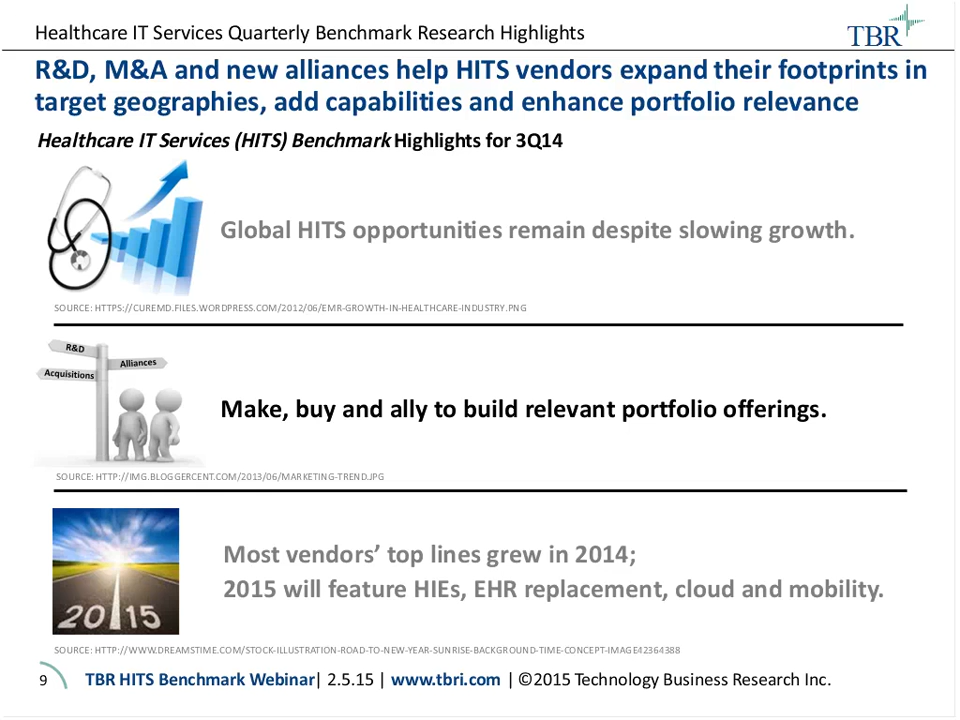 Healthcare IT Services Quarterly Benchmark Research Highlights
TBR
R&D, M&A and new alliances help HITS vendors expand their footprints in
target geographies, add capabilities and enhance portfolio relevance
Healthcare IT Services (HITS) Benchmark Highlights for 3Q14
Global HITS opportunities remain despite slowing growth.
SOURCE: HTTPS://CUREMD.FILES.WORDPRESS.COM/2012/06/EMR-GROWTH-IN-HEALTHCARE-INDUSTRY.PNG
R&D
Alliances
Acquisitions
Make, buy and ally to build relevant portfolio offerings.
SOURCE: HTTP://IMG.BLOGGERCENT.COM/2013/06/MARKETING-TREND.JPG
Most vendors’ top lines grew in 2014;
2015 will feature HIEs, EHR replacement, cloud and mobility.
2015
SOURCE: HTTP://WWW.DREAMSTIME.COM/STOCK-ILLUSTRATION-ROAD-TO-NEW-YEAR-SUNRISE-BACKGROUND-TIME-CONCEPT-IMAGE42364388
9 TBR HITS Benchmark Webinar| 2.5.15 | www.tbri.com | ©2015 Technology Business Research Inc.